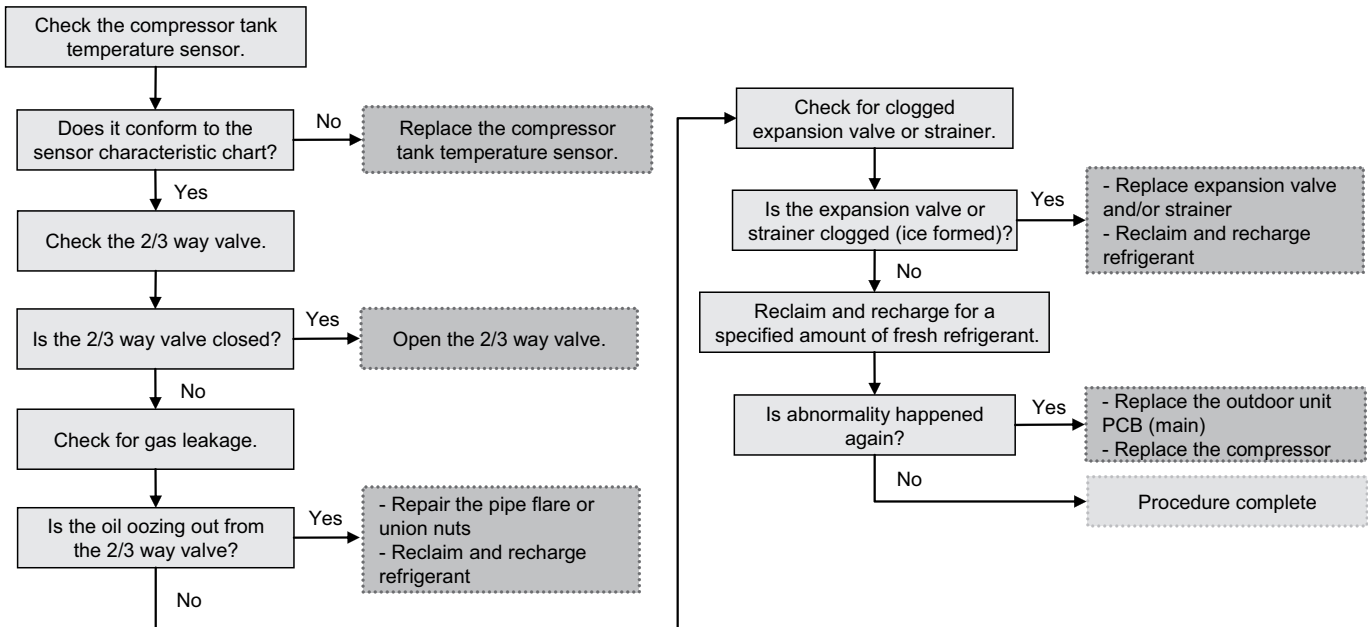 Check the compressor tank
temperature sensor.
Does it conform to the
sensor characteristic chart?
No
Replace the compressor
tank temperature sensor.
Yes
Check the 2/3 way valve.
Is the 2/3 way valve closed?
Yes
Open the 2/3 way valve.
No
Check for gas leakage.
Is the oil oozing out from
the 2/3 way valve?
Yes
- Repair the pipe flare or
union nuts
- Reclaim and recharge
refrigerant
No
Check for clogged
expansion valve or strainer.
Is the expansion valve or
strainer clogged (ice formed)?
Yes
- Replace expansion valve
and/or strainer
- Reclaim and recharge
refrigerant
No
Reclaim and recharge for a
specified amount of fresh refrigerant.
Is abnormality happened
again?
Yes
- Replace the outdoor unit
PCB (main)
- Replace the compressor
No
Procedure complete